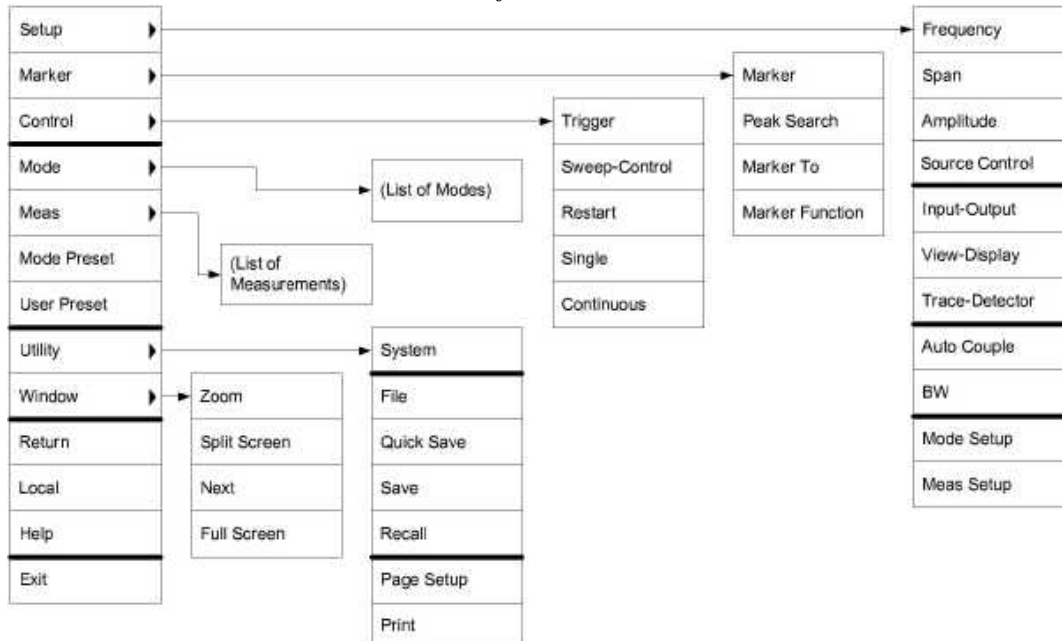 Setup
Marker
Control
Mode
Meas
Mode Preset
User Preset
Utility
Window
Return
Local
Help
Exit
(List of
Measurements)
Zoom
Split Screen
Next
Full Screen
(List of Modes)
System
File
Quick Save
Save
Recall
Page Setup
Print
Trigger
Sweep-Control
Restart
Single
Continuous
Marker
Peak Search
Marker To
Marker Function
Frequency
Span
Amplitude
Source Control
Input-Output
View-Display
Trace-Detector
Auto Couple
BW
Mode Setup
Meas Setup